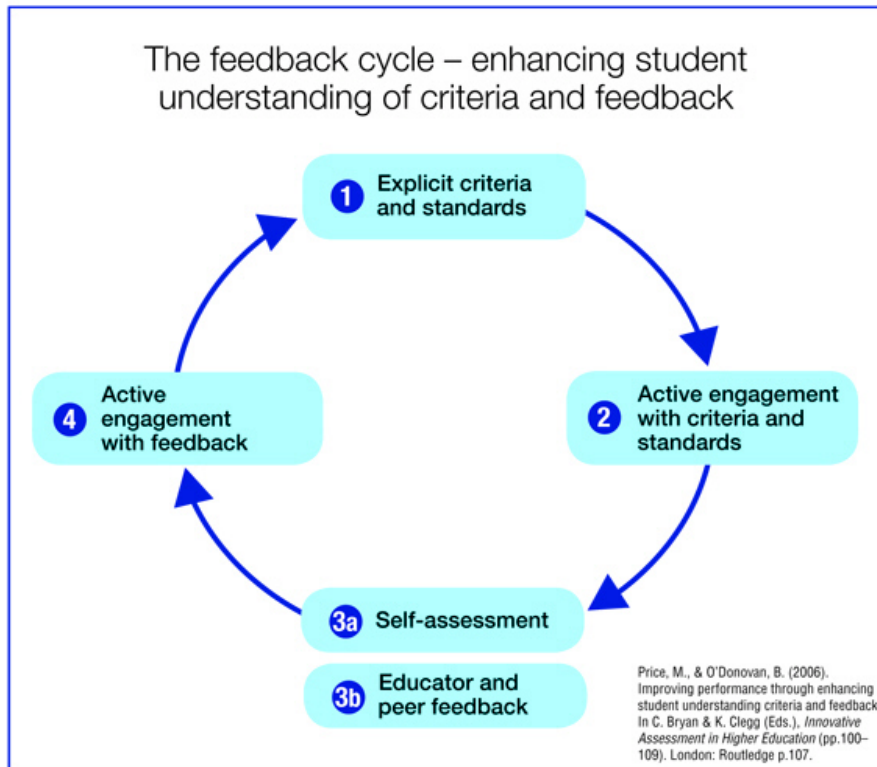 The feedback cycle – enhancing student
understanding of criteria and feedback
1 Explicit criteria
and standards
2 Active engagement
with criteria and
standards
3a Self-assessment
3b Educator and
peer feedback
4 Active
engagement
with feedback
Price, M., & O'Donovan, B. (2006).
Improving performance through enhancing
student understanding criteria and feedback
In C. Bryan & K. Clegg (Eds.), Innovative
Assessment in Higher Education (pp.100–
109). London: Routledge p.107.